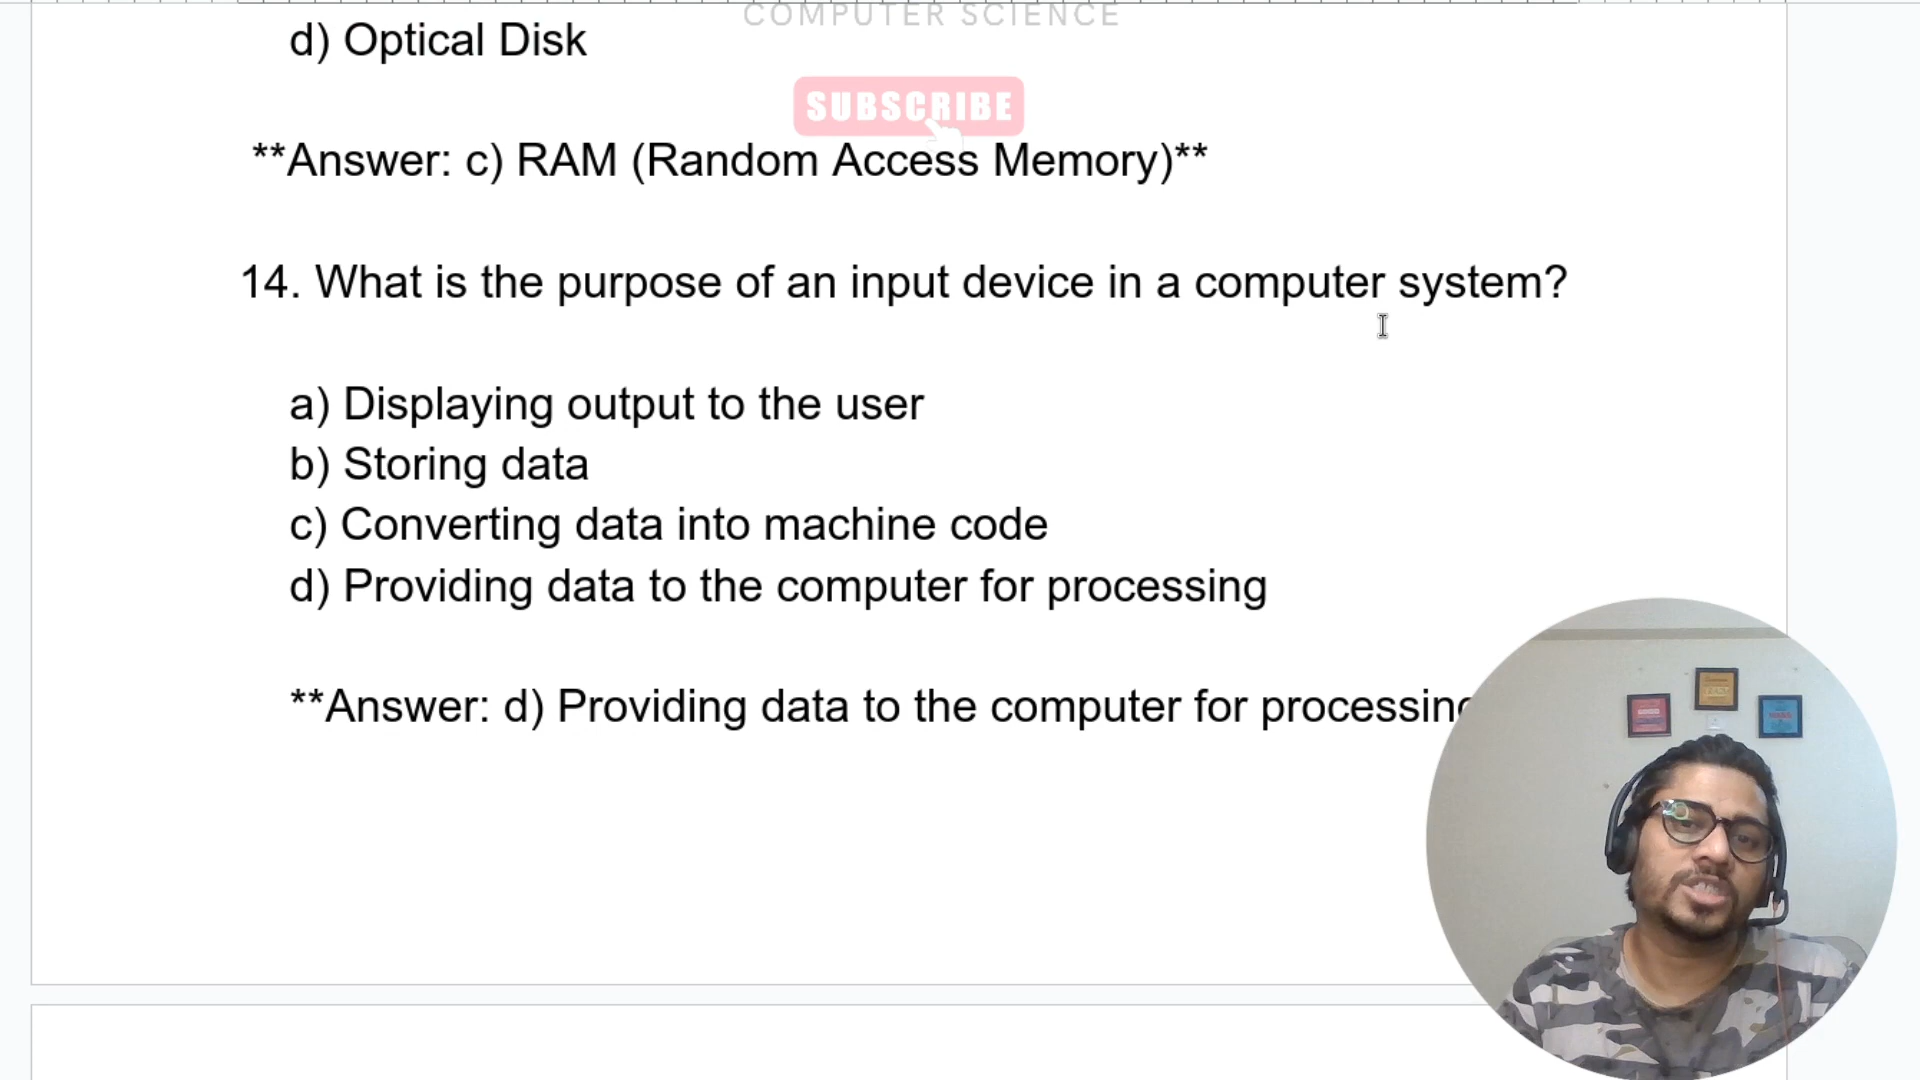 COMPUTER SCIENCE
d) Optical Disk
SUBSCRIBE
**Answer: c) RAM (Random Access Memory)**
14. What is the purpose of an input device in a computer system?
a) Displaying output to the user
b) Storing data
c) Converting data into machine code
d) Providing data to the computer for processing
**Answer: d) Providing data to the computer for processing